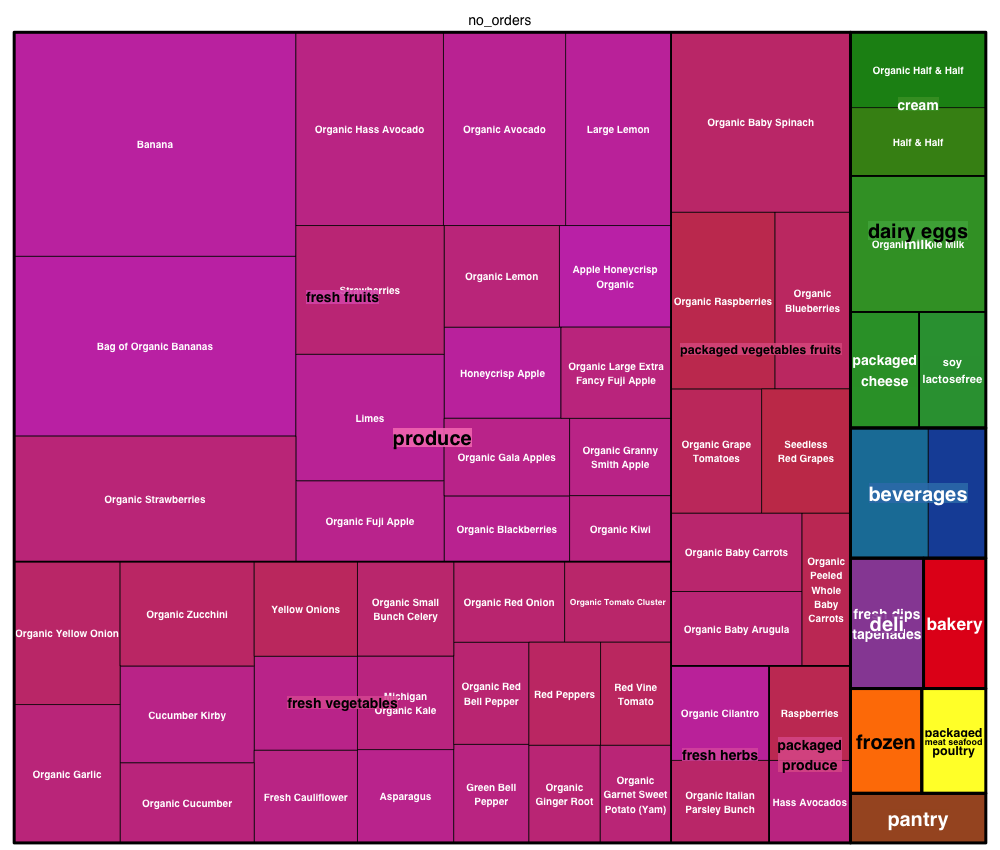 no_orders
Banana
Bag of Organic Bananas
Organic Strawberries
Organic Hass Avocado
Organic Avocado
Large Lemon
Strawberries
fresh fruits
Organic Lemon
Apple Honeycrisp
Organic
Limes
Honeycrisp Apple
Organic Large Extra
Fancy Fuji Apple
produce
Organic Gala Apples
Organic Granny
Smith Apple
Organic Fuji Apple
Organic Blackberries
Organic Kiwi
Organic Yellow Onion
Organic Garlic
Organic Zucchini
Cucumber Kirby
Organic Cucumber
Yellow Onions
Organic Small
Bunch Celery
fresh vegetables
Michigan
Organic Kale
Fresh Cauliflower
Asparagus
Organic Red Onion
Organic Tomato Cluster
Organic Red
Bell Pepper
Red Peppers
Red Vine
Tomato
Green Bell
Pepper
Organic
Ginger Root
Organic
Garnet Sweet
Potato (Yam)
Organic Baby Spinach
Organic Raspberries
Organic
Blueberries
packaged vegetables fruits
Organic Grape
Tomatoes
Seedless
Red Grapes
Organic Baby Carrots
Organic Baby Arugula
Organic
Peeled
Whole
Baby
Carrots
Organic Cilantro
fresh herbs
Organic Italian
Parsley Bunch
Raspberries
packaged
produce
Hass Avocados
Organic Half & Half
cream
Half & Half
dairy eggs
milk
Milk
packaged
cheese
soy
lactosefree
beverages
fresh dips
deli
tapenades
bakery
frozen
packaged
meat seafood
poultry
pantry